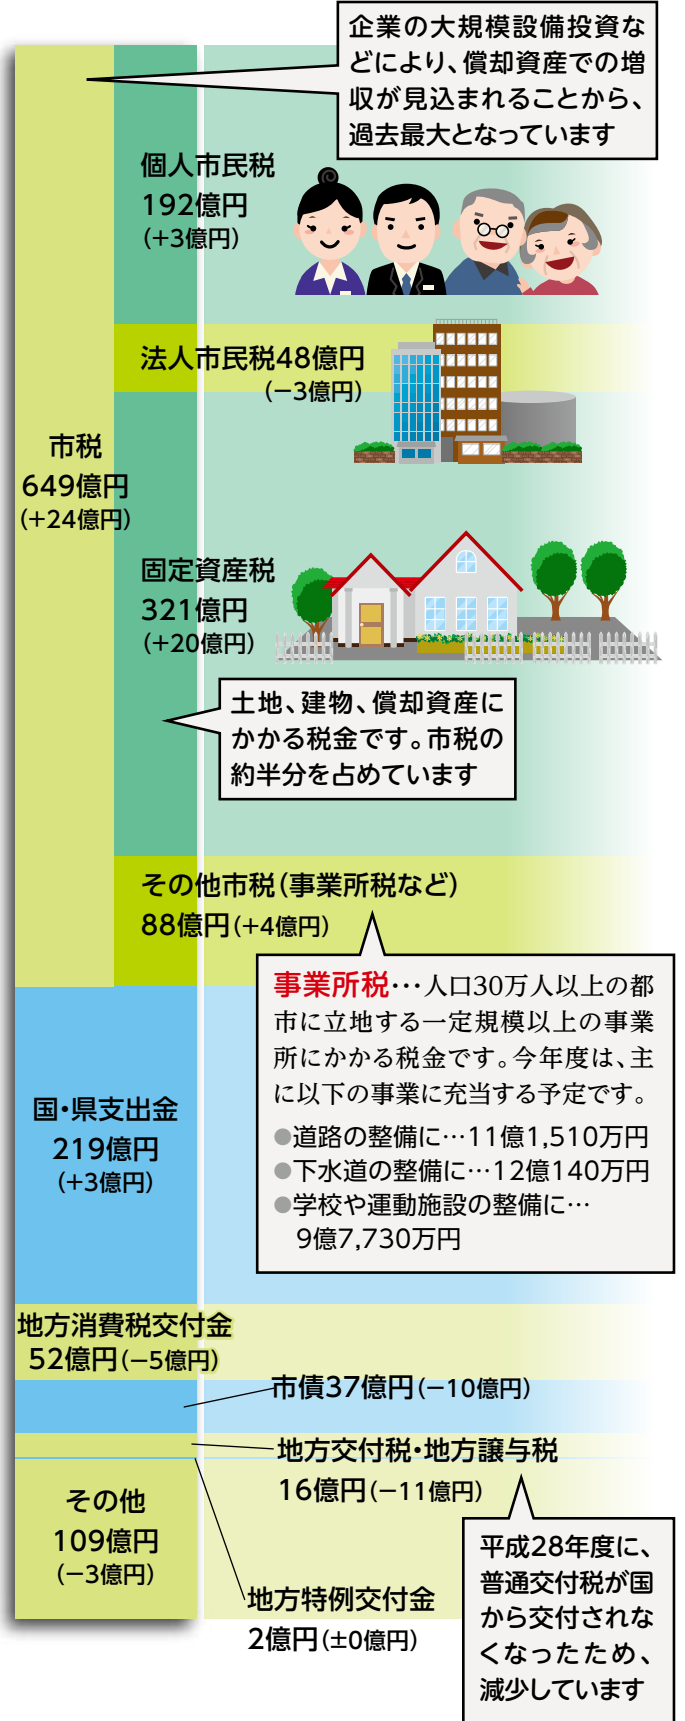 企業の大規模設備投資な
どにより、償却資産での増
収が見込まれることから、
過去最大となっています
個人市民税
192億円
(+3億円)
法人市民税48億円
(−3億円)
市税
649億円
(+24億円)
固定資産税
321億円
(+20億円)
土地、建物、償却資産に
かかる税金です。市税の
約半分を占めています
その他市税(事業所税など)
88億円(+4億円)
事業所税…人口30万人以上の都
市に立地する一定規模以上の事業
所にかかる税金です。今年度は、主
に以下の事業に充当する予定です。
●道路の整備に…11億1,510万円
●下水道の整備に…12億140万円
●学校や運動施設の整備に…
9億7,730万円
国・県支出金
219億円
(+3億円)
地方消費税交付金
52億円(−5億円)
市債37億円(−10億円)
地方交付税・地方譲与税
16億円(−11億円)
その他
109億円
(−3億円)
平成28年度に、
普通交付税が国
から交付されな
くなったため、
減少しています
地方特例交付金
2億円(±0億円)